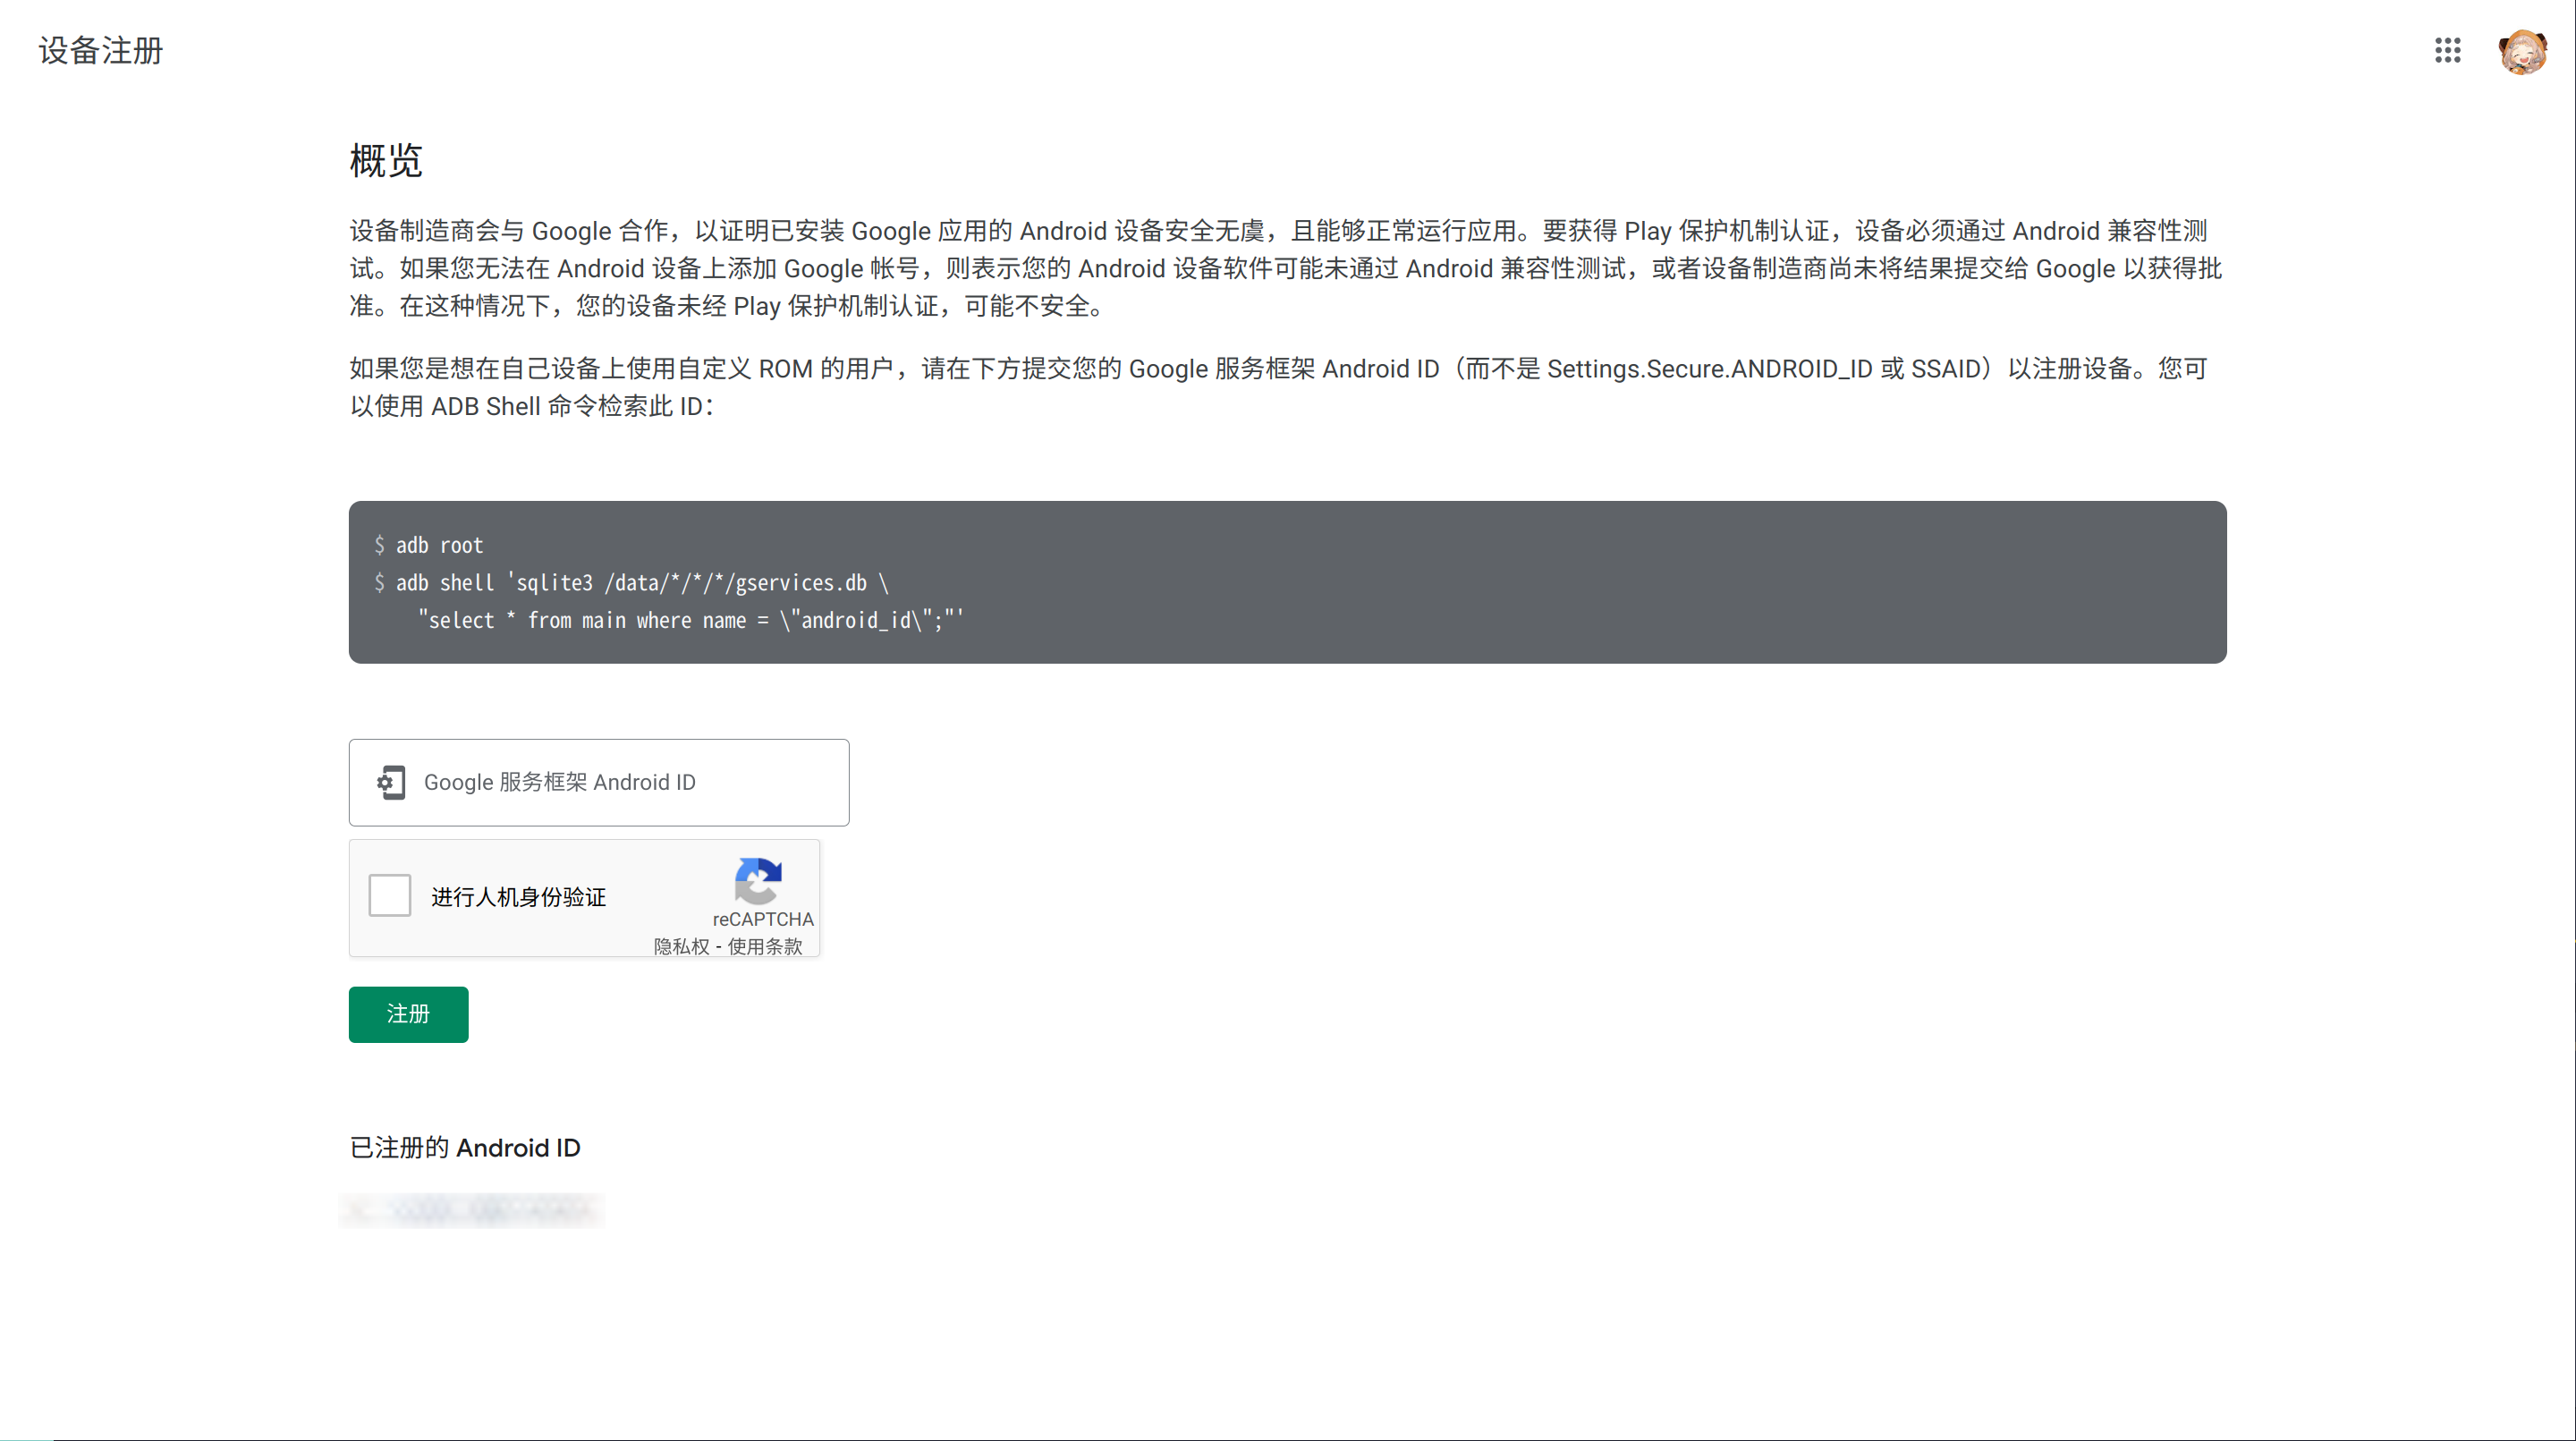 设备注册
概览
设备制造商会与 Google 合作，以证明已安装 Google 应用的 Android 设备安全无虞，且能够正常运行应用。要获得 Play 保护机制认证，设备必须通过 Android 兼容性测
试。如果您无法在 Android 设备上添加 Google 帐号，则表示您的 Android 设备软件可能未通过 Android 兼容性测试，或者设备制造商尚未将结果提交给 Google 以获得批
准。在这种情况下，您的设备未经 Play 保护机制认证，可能不安全。
如果您是想在自己设备上使用自定义 ROM 的用户，请在下方提交您的 Google 服务框架 Android ID（而不是 Settings.Secure.ANDROID_ID 或 SSAID）以注册设备。您可
以使用 ADB Shell 命令检索此 ID：
$ adb root
$ adb shell 'sqlite3 /data/*/*/*/gservices.db \
"select * from main where name = \"android_id\";"'
Google 服务框架 Android ID
进行人机身份验证
reCAPTCHA
隐私权 - 使用条款
注册
已注册的 Android ID